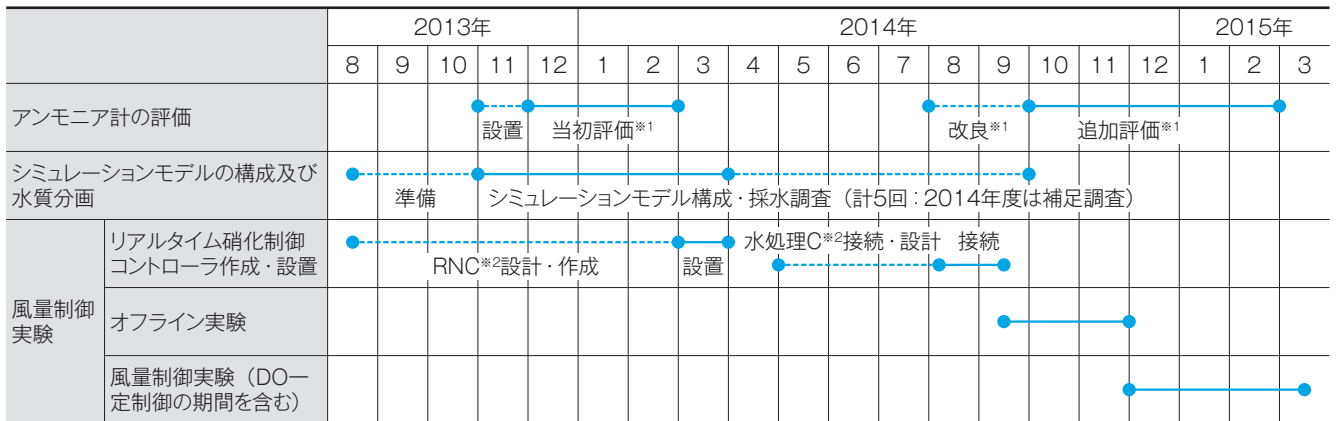 2013年 2014年 2015年
8 9 10 11 12 1 2 3 4 5 6 7 8 9 10 11 12 1 2 3
アンモニア計の評価
設置 当初評価※1 改良※1 追加評価※1
シミュレーションモデルの構成及び
水質分画
準備 シミュレーションモデル構成・採水調査（計5回：2014年度は補足調査）
風量制御
実験
リアルタイム硝化制御
コントローラ作成・設置
水処理C※2接続・設計 接続
RNC※2設計・作成 設置
オフライン実験
風量制御実験（DO一
定制御の期間を含む）